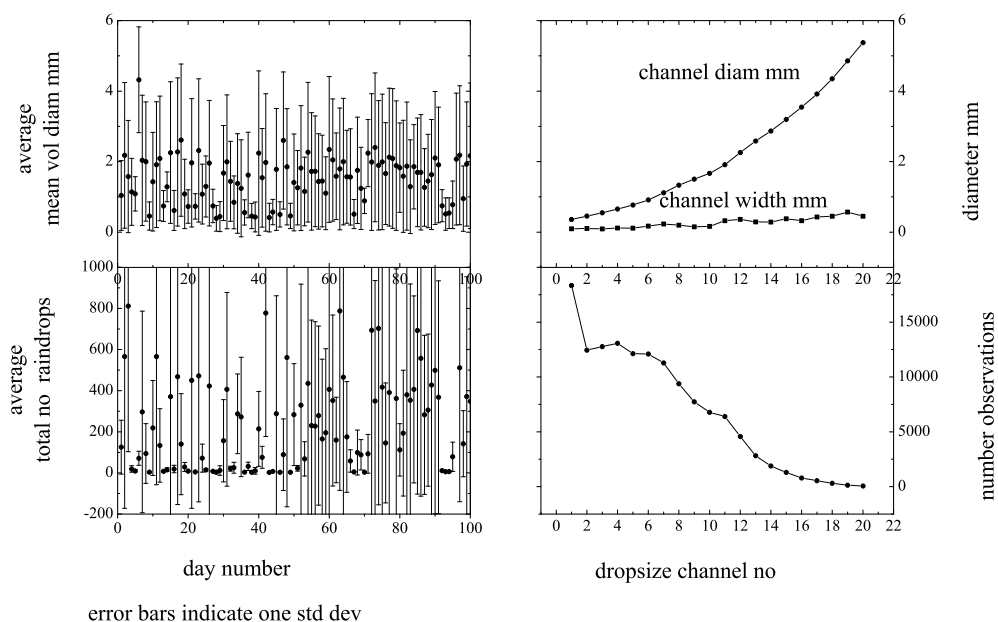 6
4
2
0
average
mean vol diam mm
0 20 40 60 80 100
1000
800
600
400
200
0
-200
average
total no raindrops
0 20 40 60 80 100
day number
error bars indicate one std dev
channel diam mm
channel width mm
6
4
2
0
diameter mm
0 2 4 6 8 10 12 14 16 18 20 22
15000
10000
5000
0
number observations
0 2 4 6 8 10 12 14 16 18 20 22
dropsize channel no